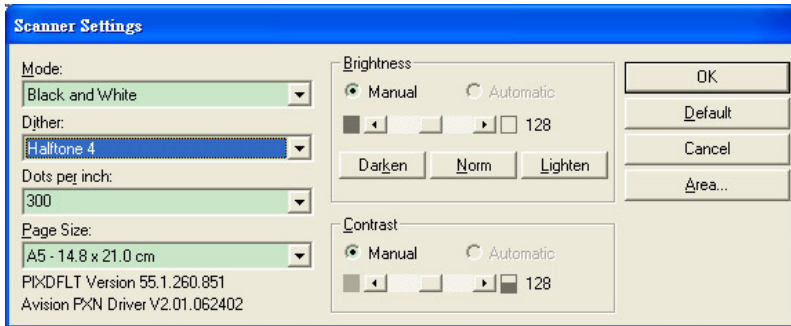 Scanner Settings
Mode:
Black and White
Dither:
Halftone 4
Dots per inch:
300
Page Size:
A5 - 14.8 x 21.0 cm
PIXDFLT Version 55.1.260.851
Avision PXN Driver V2.01.062402
Brightness
Manual Automatic
128
Darken Norm Lighten
Contrast
Manual Automatic
128
OK
Default
Cancel
Area...